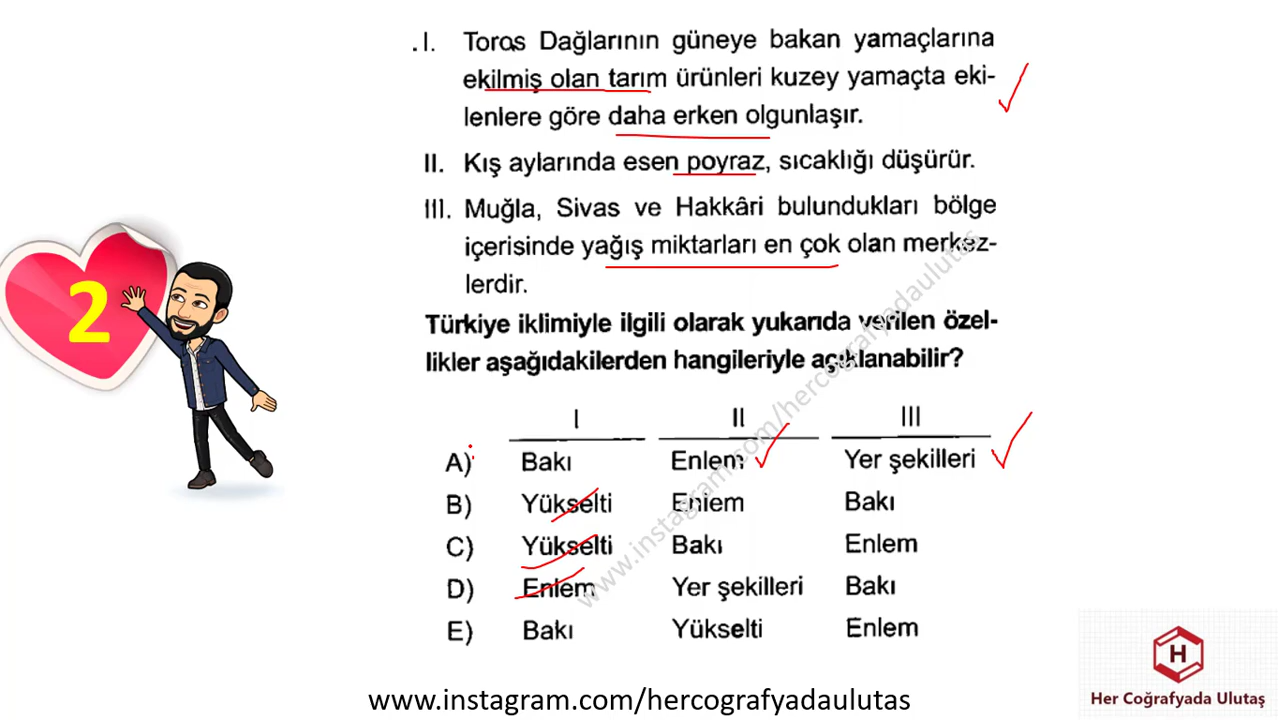 .I. Toros Dağlarının güneye bakan yamaçlarına
ekilmiş olan tarım ürünleri kuzey yamaçta eki-
lenlere göre daha erken olgunlaşır.
II. Kış aylarında esen poyraz, sıcaklığı düşürür.
III. Muğla, Sivas ve Hakkâri bulundukları bölge
içerisinde yağış miktarları en çok olan merkez-
lerdir.
Türkiye iklimiyle ilgili olarak yukarıda verilen özel-
likler aşağıdakilerden hangileriyle açıklanabilir?
2
I II III
A) Bakı Enlem Yer şekilleri
B) Yükselti Enlem Bakı
C) Yükselti Bakı Enlem
D) Enlem Yer şekilleri Bakı
E) Bakı Yükselti Enlem
www.instagram.com/hercografyadaulutas
H
Her Coğrafyada Ulutaş
www.instagram.com/hercografyadaulutas